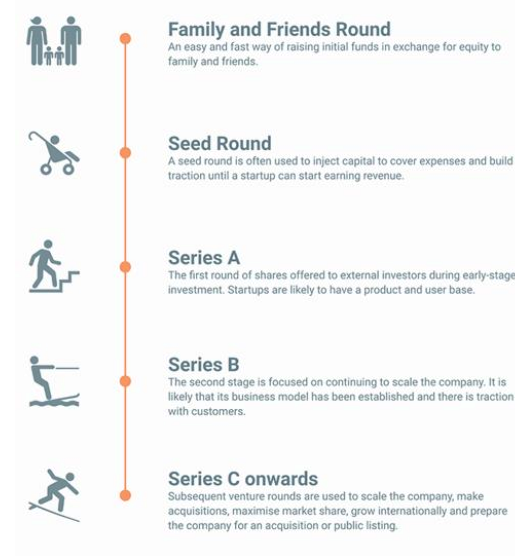 Family and Friends Round
An easy and fast way of raising initial funds in exchange for equity to
family and friends.
Seed Round
A seed round is often used to inject capital to cover expenses and build
traction until a startup can start earning revenue.
Series A
The first round of shares offered to external investors during early-stage
investment. Startups are likely to have a product and user base.
Series B
The second stage is focused on continuing to scale the company. It is
likely that its business model has been established and there is traction
with customers.
Series C onwards
Subsequent venture rounds are used to scale the company, make
acquisitions, maximise market share, grow internationally and prepare
the company for an acquisition or public listing.